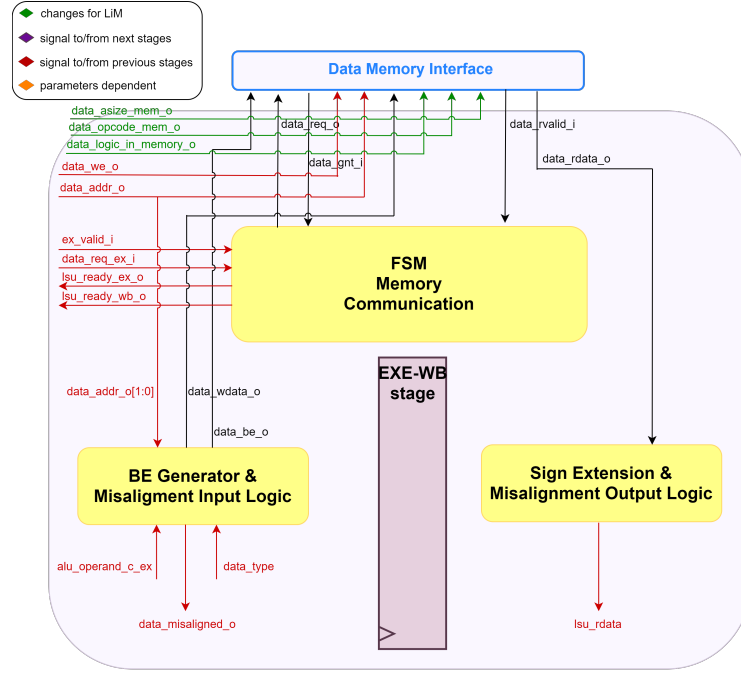 changes for LiM
signal to/from next stages
signal to/from previous stages
parameters dependent
Data Memory Interface
data_asize_mem_o
data_opcode_mem_o
data_logic_in_memory_o
data_we_o
data_addr_o
data_req_o
data_gnt_i
data_rvalid_i
data_rdata_o
ex_valid_i
data_req_ex_i
lsu_ready_ex_o
lsu_ready_wb_o
FSM
Memory
Communication
EXE-WB
stage
data_addr_o[1:0]
data_wdata_o
data_be_o
BE Generator &
Misaligment Input Logic
Sign Extension &
Misalignment Output Logic
alu_operand_c_ex
data_type
data_misaligned_o
lsu_rdata